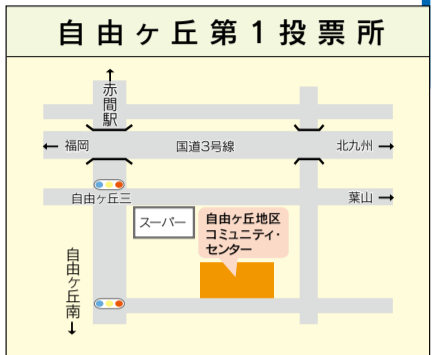 自由ヶ丘第1投票所
↑
赤間駅
← 福岡
国道3号線
北九州 →
自由ヶ丘三
葉山 →
スーパー
自由ヶ丘地区
コミュニティ・
センター
自由ヶ丘南
↓